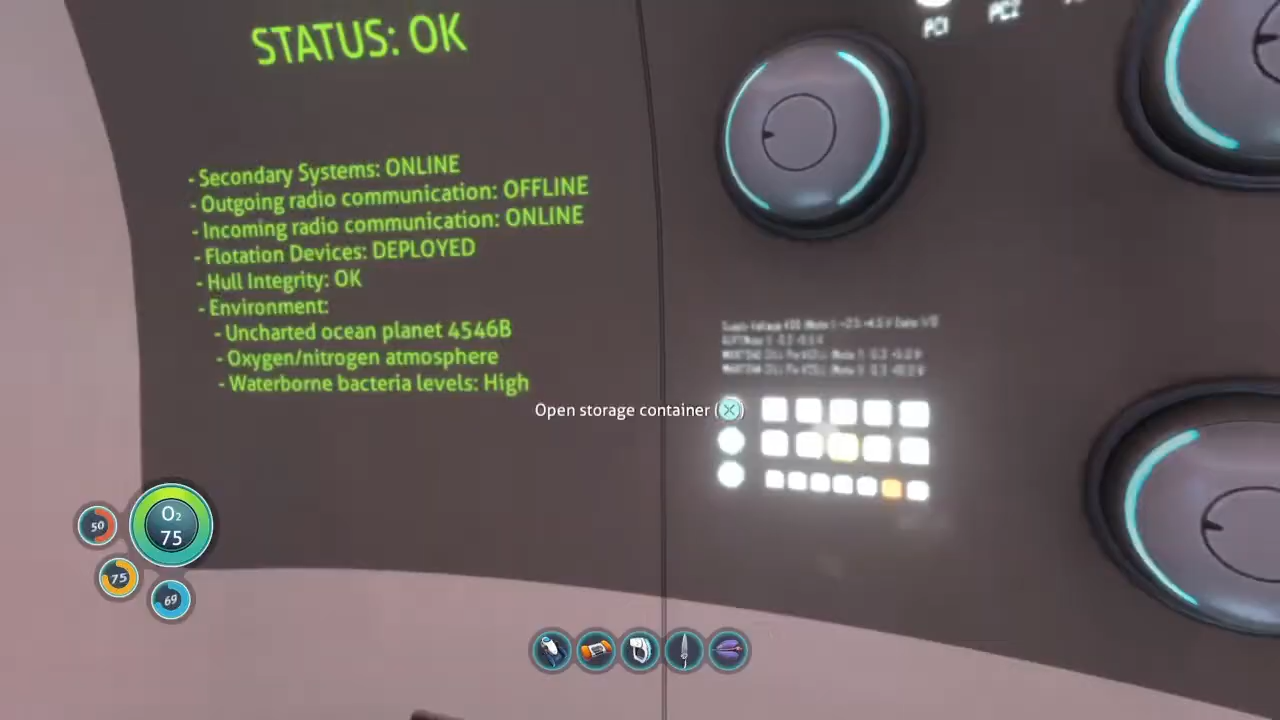 STATUS: OK
PC1
PC2
- Secondary Systems: ONLINE
- Outgoing radio communication: OFFLINE
- Incoming radio communication: ONLINE
- Flotation Devices: DEPLOYED
- Hull Integrity: OK
- Environment:
- Uncharted ocean planet 4546B
- Oxygen/nitrogen atmosphere
- Waterborne bacteria levels: High
Open storage container (X)
50
O₂
75
75
69